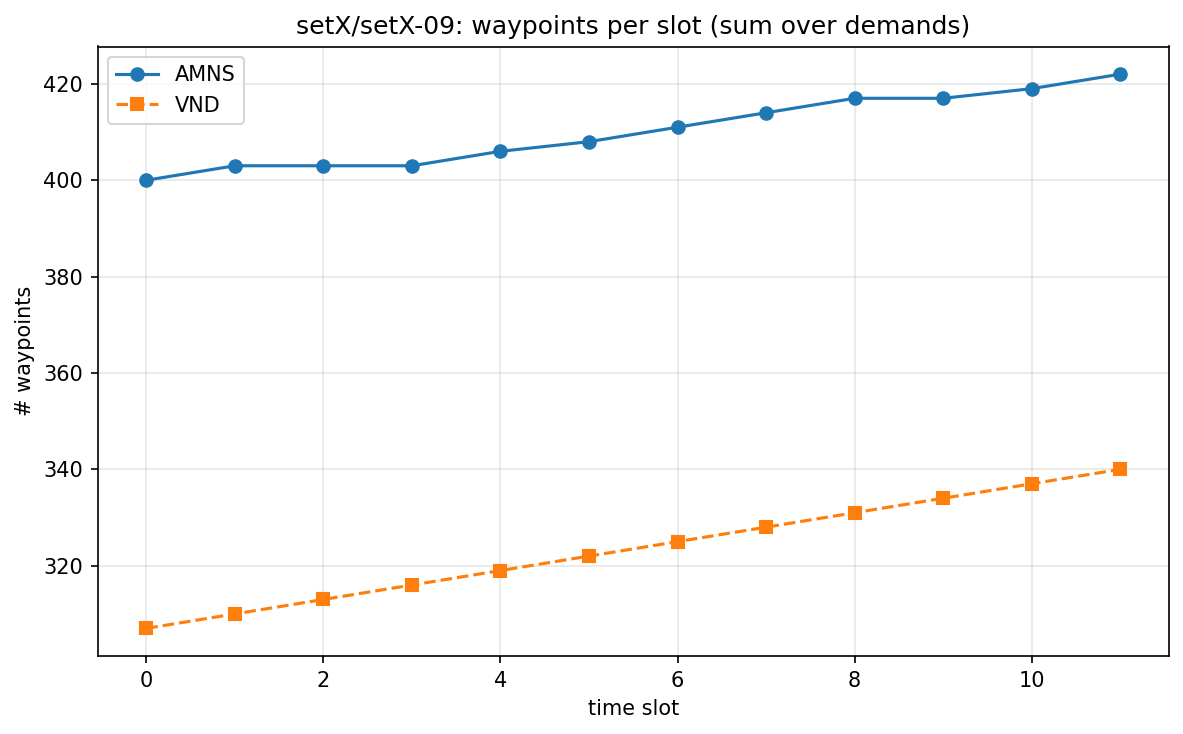 setX/setX-09: waypoints per slot (sum over demands)
AMNS
VND
# waypoints
420
400
380
360
340
320
0 2 4 6 8 10
time slot